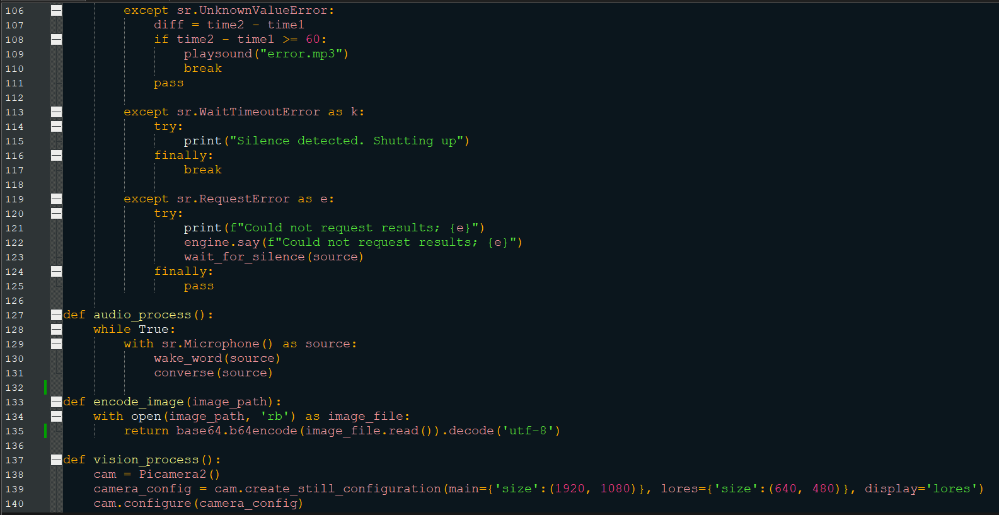 106 except sr.UnknownValueError:
107 diff = time2 - time1
108 if time2 - time1 >= 60:
109 playsound("error.mp3")
110 break
111 pass
112
113 except sr.WaitTimeoutError as k:
114 try:
115 print("Silence detected. Shutting up")
116 finally:
117 break
118
119 except sr.RequestError as e:
120 try:
121 print(f"Could not request results; {e}")
122 engine.say(f"Could not request results; {e}")
123 wait_for_silence(source)
124 finally:
125 pass
126
127 def audio_process():
128 while True:
129 with sr.Microphone() as source:
130 wake_word(source)
131 converse(source)
132
133 def encode_image(image_path):
134 with open(image_path, 'rb') as image_file:
135 return base64.b64encode(image_file.read()).decode('utf-8')
136
137 def vision_process():
138 cam = Picamera2()
139 camera_config = cam.create_still_configuration(main={'size':(1920, 1080)}, lores={'size':(640, 480)}, display='lores')
140 cam.configure(camera_config)